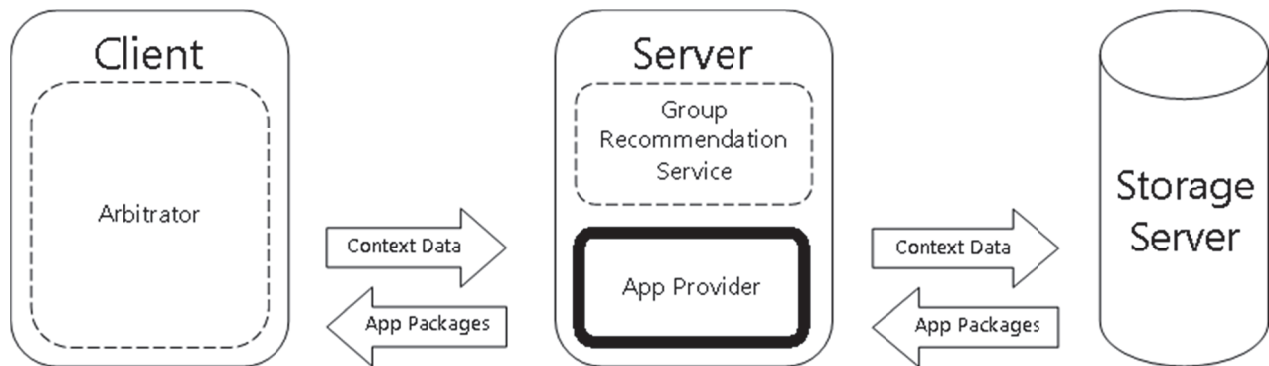 Client
Arbitrator
Context Data
App Packages
Server
Group
Recommendation
Service
App Provider
Context Data
App Packages
Storage
Server